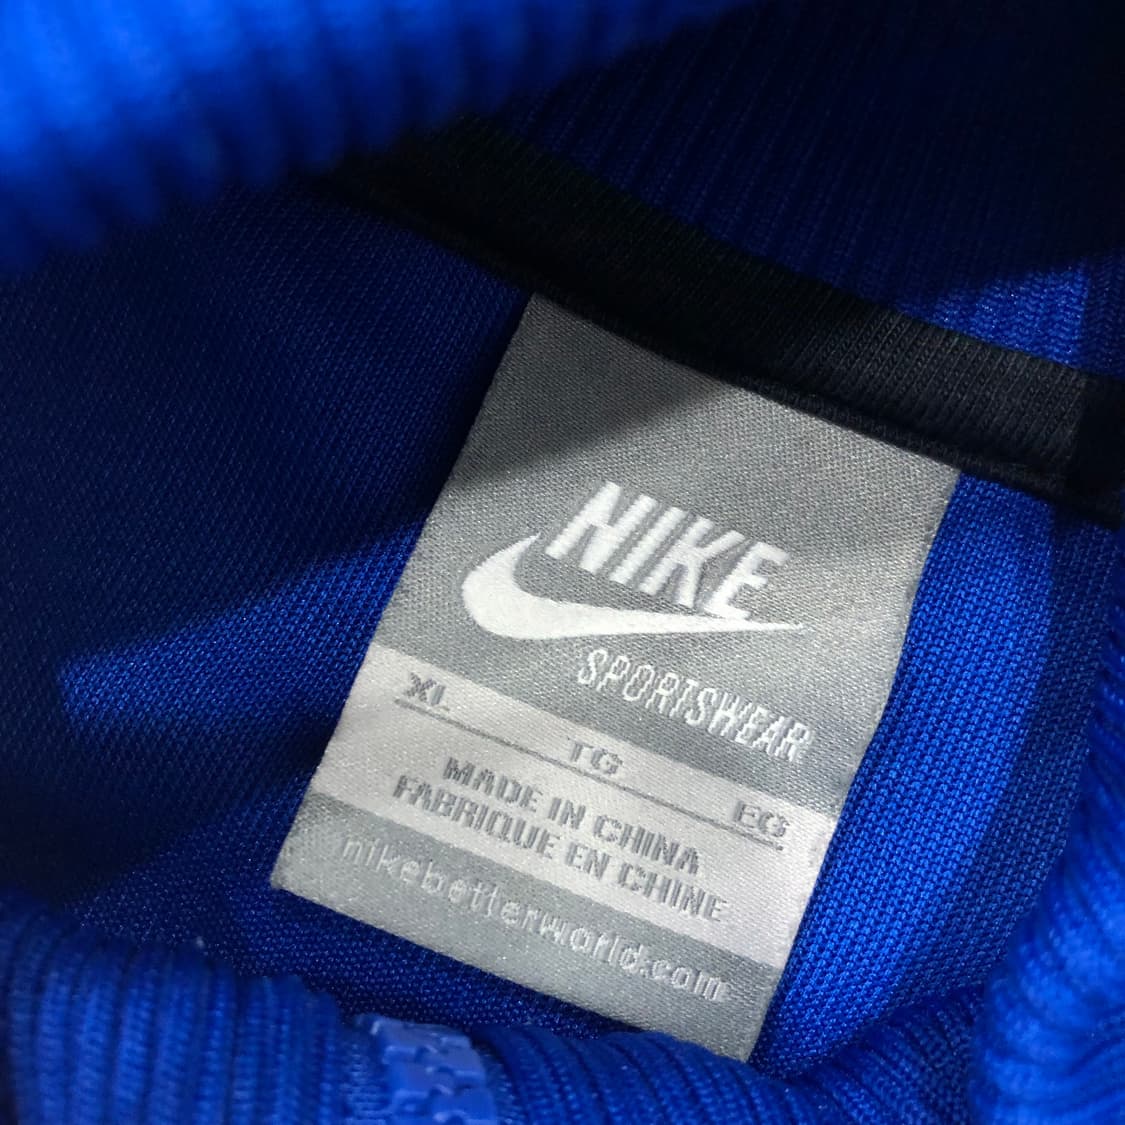 NIKE
SPORTSWEAR
XL TG EG
MADE IN CHINA
FABRIQUE EN CHINE
nikebetterworld.com